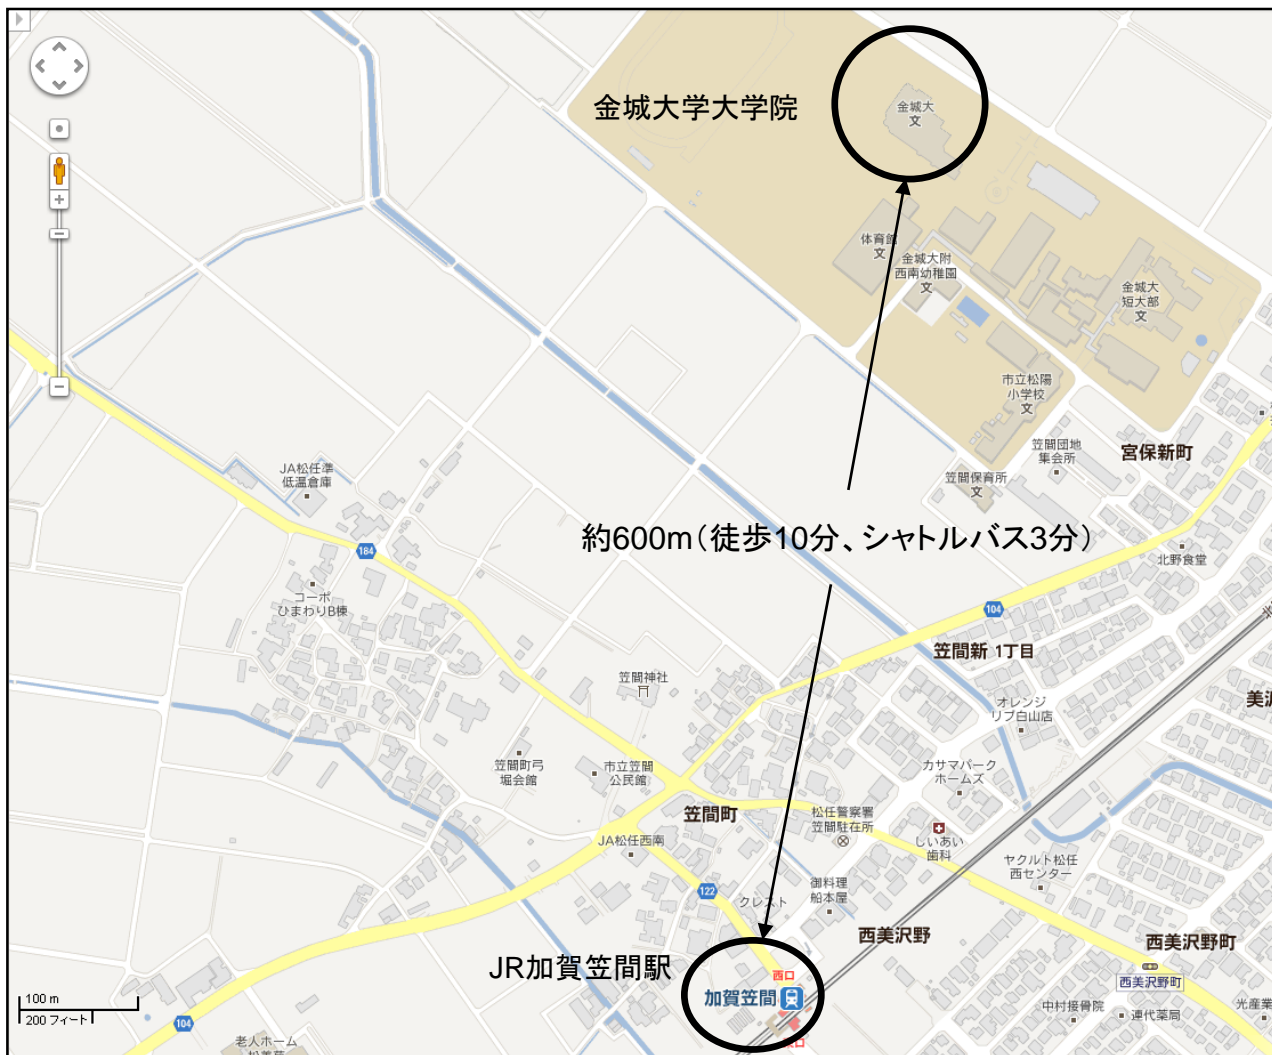 金城大学大学院
金城大
文
体育館
文
金城大附
西南幼稚園
文
金城大
短大部
文
市立松陽
小学校
文
笠間団地
集会所
宮保新町
笠間保育所
文
JA松任準
低温倉庫
約600m（徒歩10分、シャトルバス3分）
184
北野食堂
コーポ
ひまわりB棟
104
笠間新 1丁目
笠間神社
オレンジ
リブ白山店
笠間町弓
堀会館
市立笠間
公民館
カサマパーク
ホームズ
笠間町
松任警察署
笠間駐在所
しいあい
歯科
JA松任西南
ヤクルト松任
西センター
122
クレスト
御料理
船本屋
西美沢野
西美沢野町
JR加賀笠間駅
西口
加賀笠間
西美沢野町
100 m
200 フィート
104
中村接骨院
連代薬局
光産業
老人ホーム